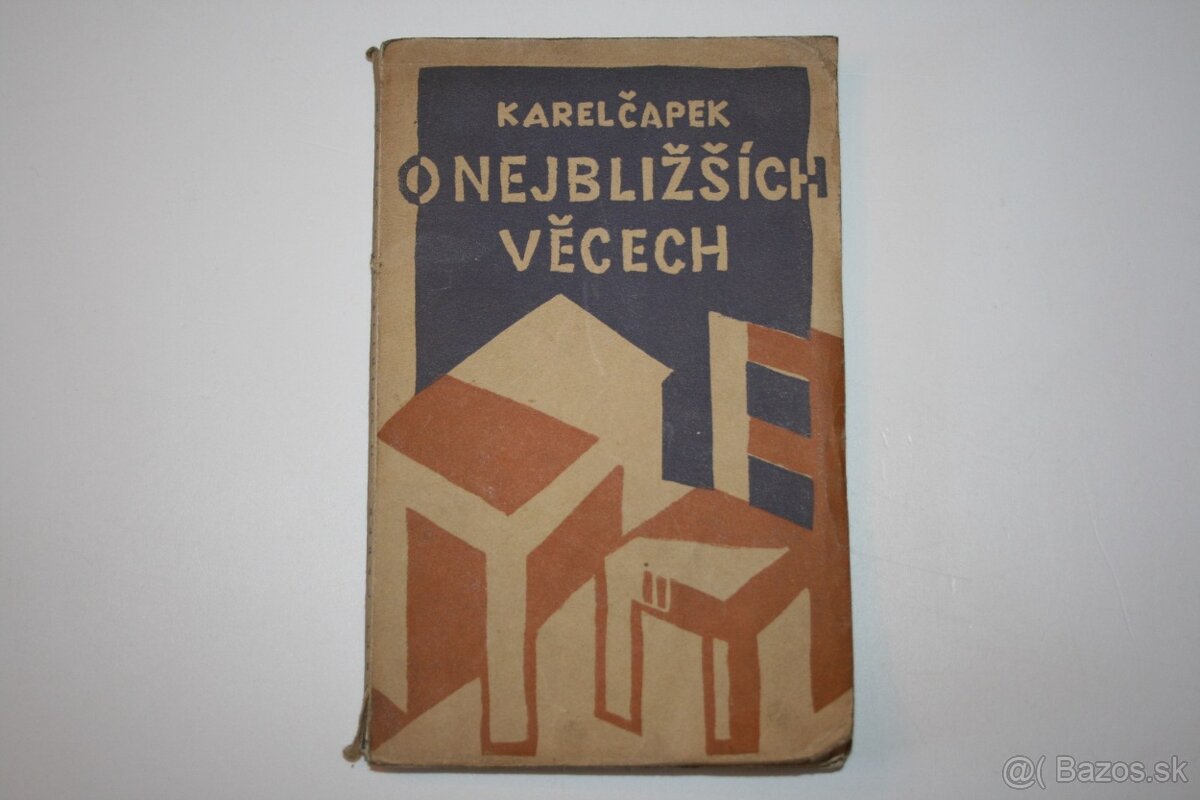 KAREL ČAPEK
O NEJBLIŽŠÍCH
VĚCECH
@( Bazos.sk